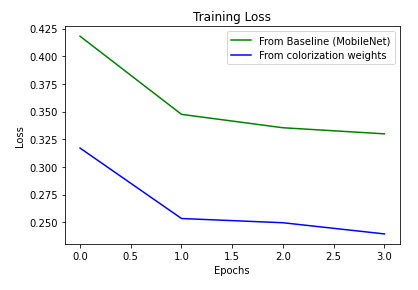 Training Loss
0.425
0.400
0.375
0.350
0.325
0.300
0.275
0.250
Loss
From Baseline (MobileNet)
From colorization weights
0.0 0.5 1.0 1.5 2.0 2.5 3.0
Epochs